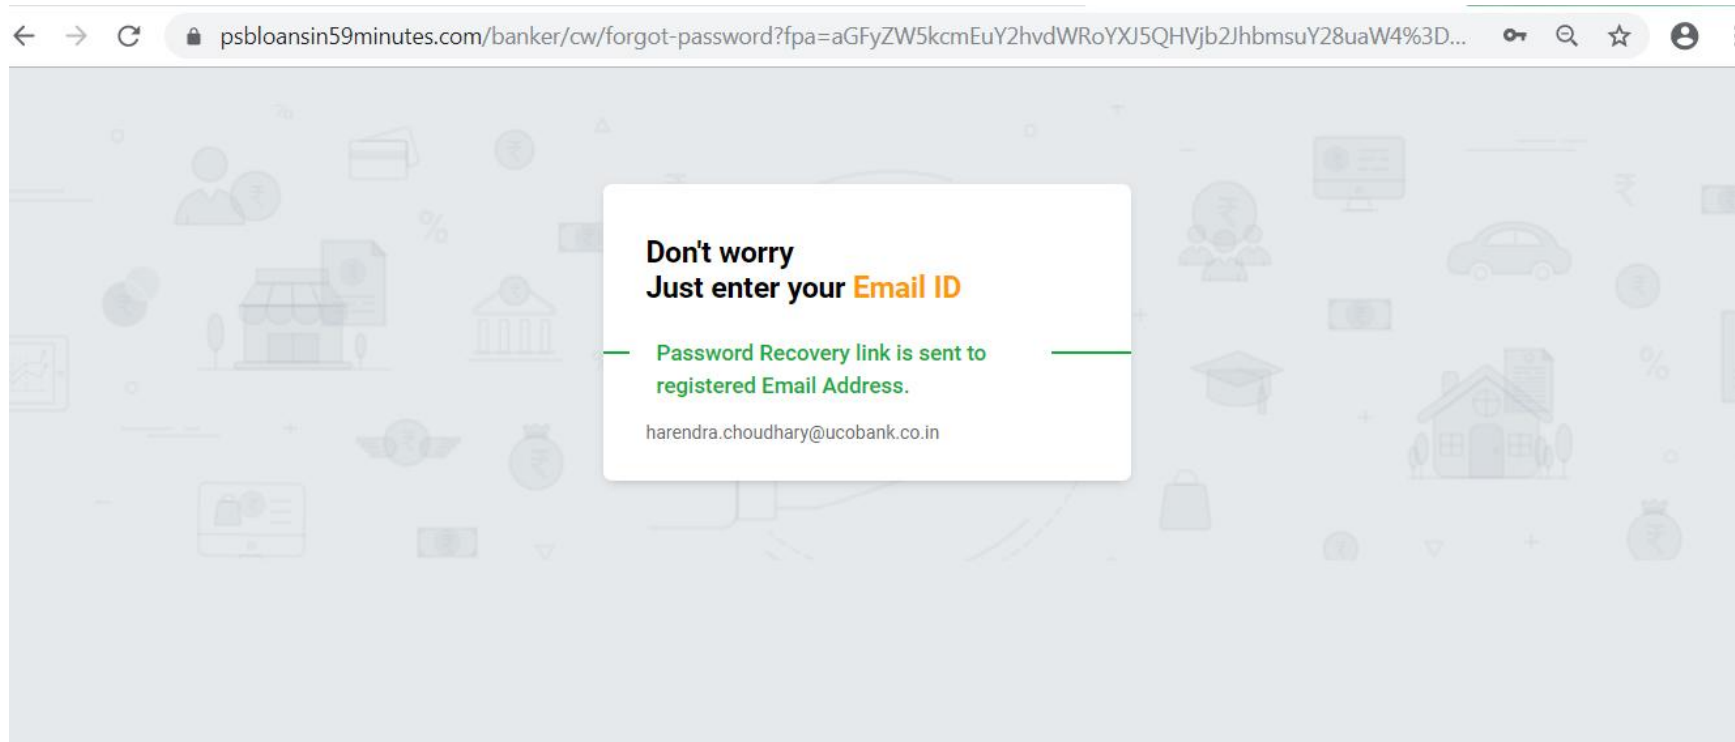 psbloansin59minutes.com/banker/cw/forgot-password?fpa=aGFyZW5kcmEuY2hvdWRoYXJ5QHVjb2JhbmsuY28uaW4%3D...
Don't worry
Just enter your Email ID
Password Recovery link is sent to
registered Email Address.
harendra.choudhary@ucobank.co.in